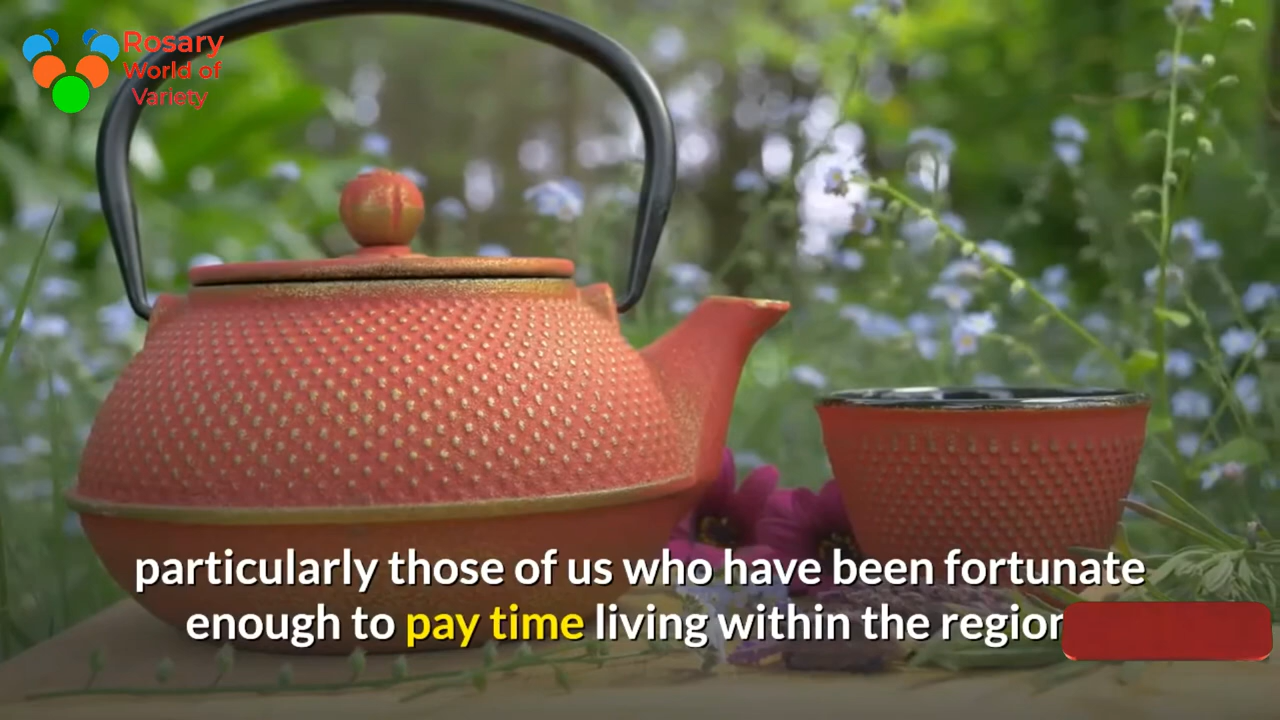 Rosary
World of
Variety
particularly those of us who have been fortunate
enough to pay time living within the region